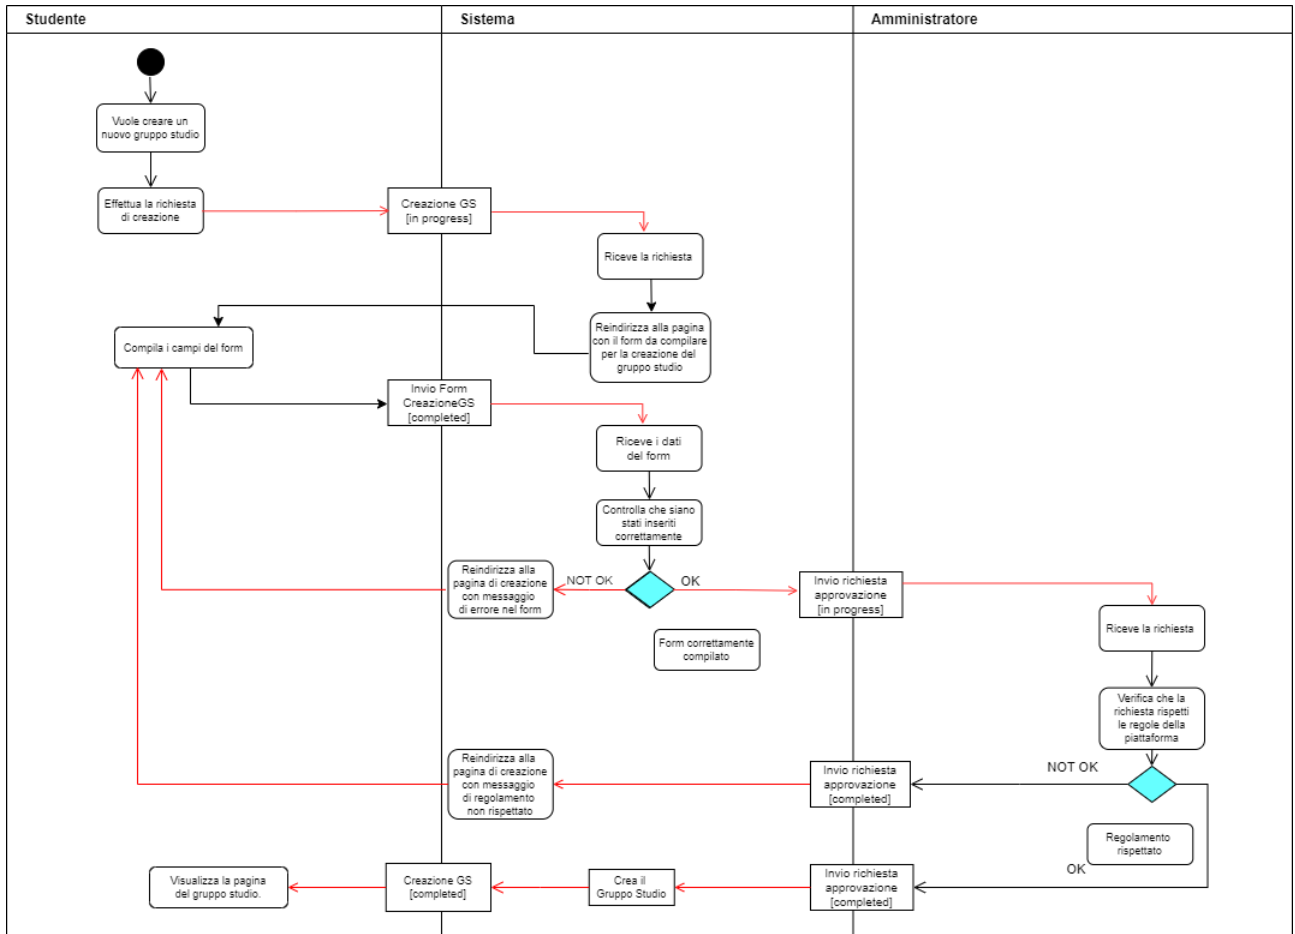 Studente
Sistema
Amministratore
Vuole creare un
nuovo gruppo studio
Effettua la richiesta
di creazione
Creazione GS
[in progress]
Riceve la richiesta
Reindirizza alla pagina
con il form da compilare
per la creazione del
gruppo studio
Compila i campi del form
Invio Form
CreazioneGS
[completed]
Riceve i dati
del form
Controlla che siano
stati inseriti
correttamente
Reindirizza alla
pagina di creazione
con messaggio
di errore nel form
NOT OK
OK
Invio richiesta
approvazione
[in progress]
Form correttamente
compilato
Riceve la richiesta
Verifica che la
richiesta rispetti
le regole della
piattaforma
NOT OK
Invio richiesta
approvazione
[completed]
Reindirizza alla
pagina di creazione
con messaggio
di regolamento
non rispettato
Regolamento
rispettato
OK
Invio richiesta
approvazione
[completed]
Crea il
Gruppo Studio
Creazione GS
[completed]
Visualizza la pagina
del gruppo studio.